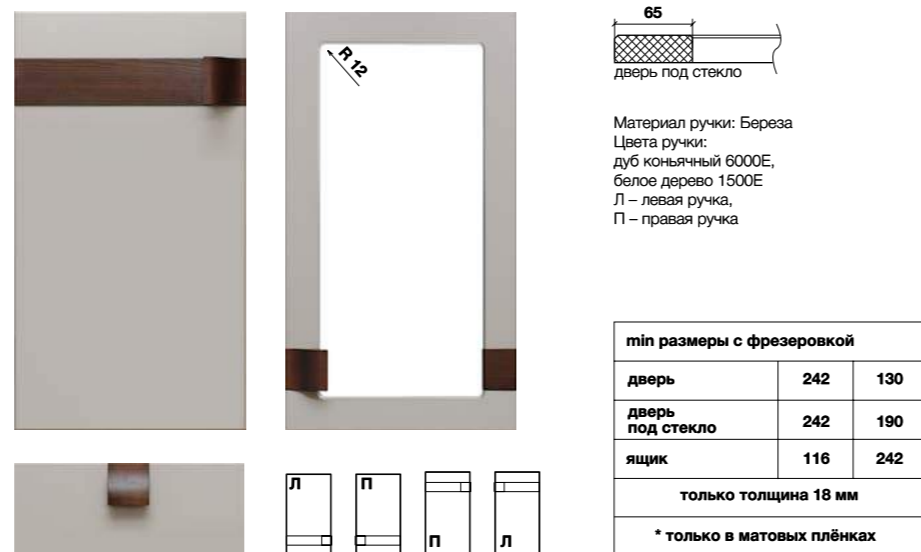 R 12
65
дверь под стекло
Материал ручки: Береза
Цвета ручки:
дуб коньячный 6000Е,
белое дерево 1500Е
Л – левая ручка,
П – правая ручка
min размеры с фрезеровкой
дверь 242 130
дверь
под стекло 242 190
ящик 116 242
только толщина 18 мм
* только в матовых плёнках
Л П
П Л